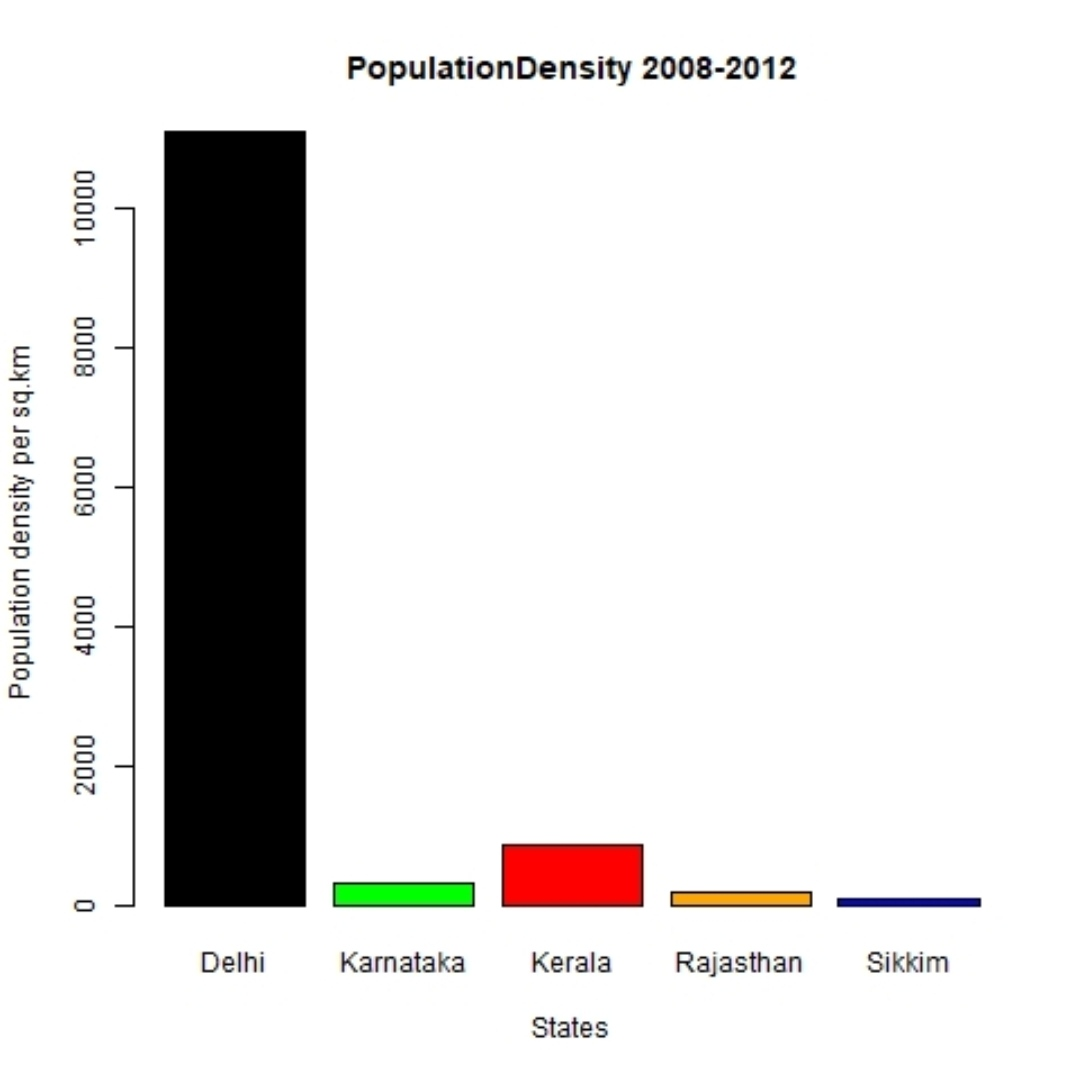 PopulationDensity 2008-2012
Population density per sq.km
10000
8000
6000
4000
2000
0
Delhi Karnataka Kerala Rajasthan Sikkim
States